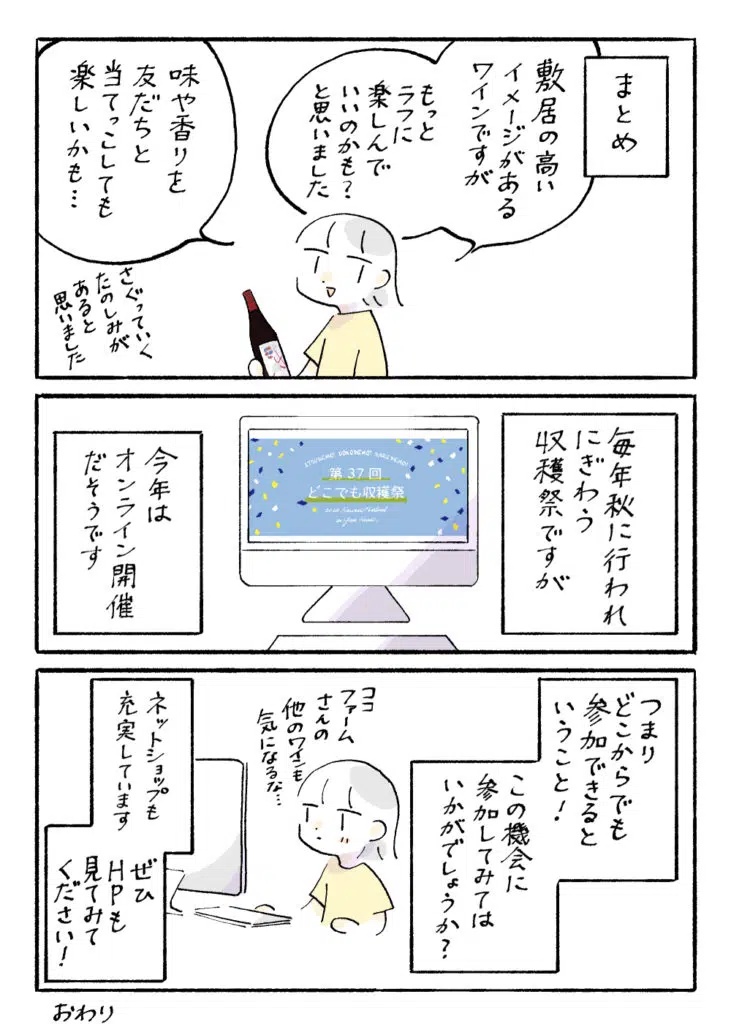 まとめ
敷居の高い
イメージがある
ワインですが
もっと
ラフに
楽しんで
いいのかも?
と思いました
味や香りを
友だちと
当てっこしても
楽しいかも…
さぐっていく
たのしみが
あると
思いました
毎年秋に行われ
にぎわう
収穫祭ですが
第37回
どこでも収穫祭
今年は
オンライン開催
だそうです
つまり
どこからでも
参加できると
いうこと!
この機会に
参加してみては
いかがでしょうか?
ココ
ファーム
さんの
他のワインも
気になるな…
ネットショップも
充実しています
ぜひ
HPも
見てみて
ください!
おわり